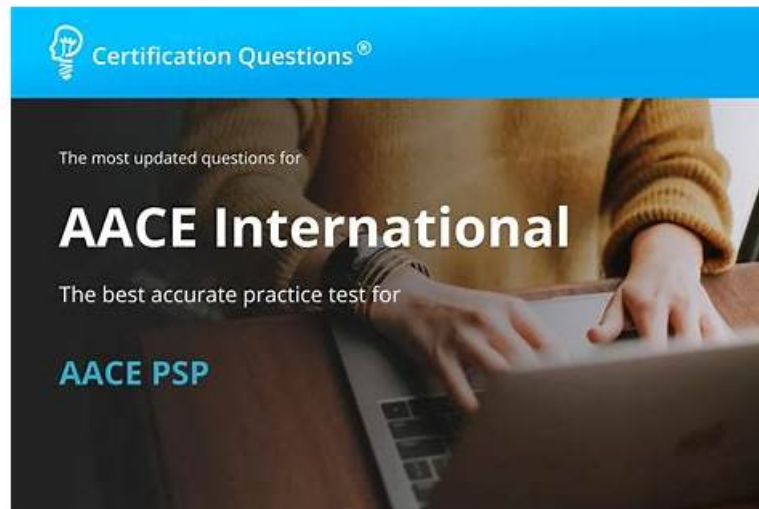 Certification Questions®
The most updated questions for
AACE International
The best accurate practice test for
AACE PSP